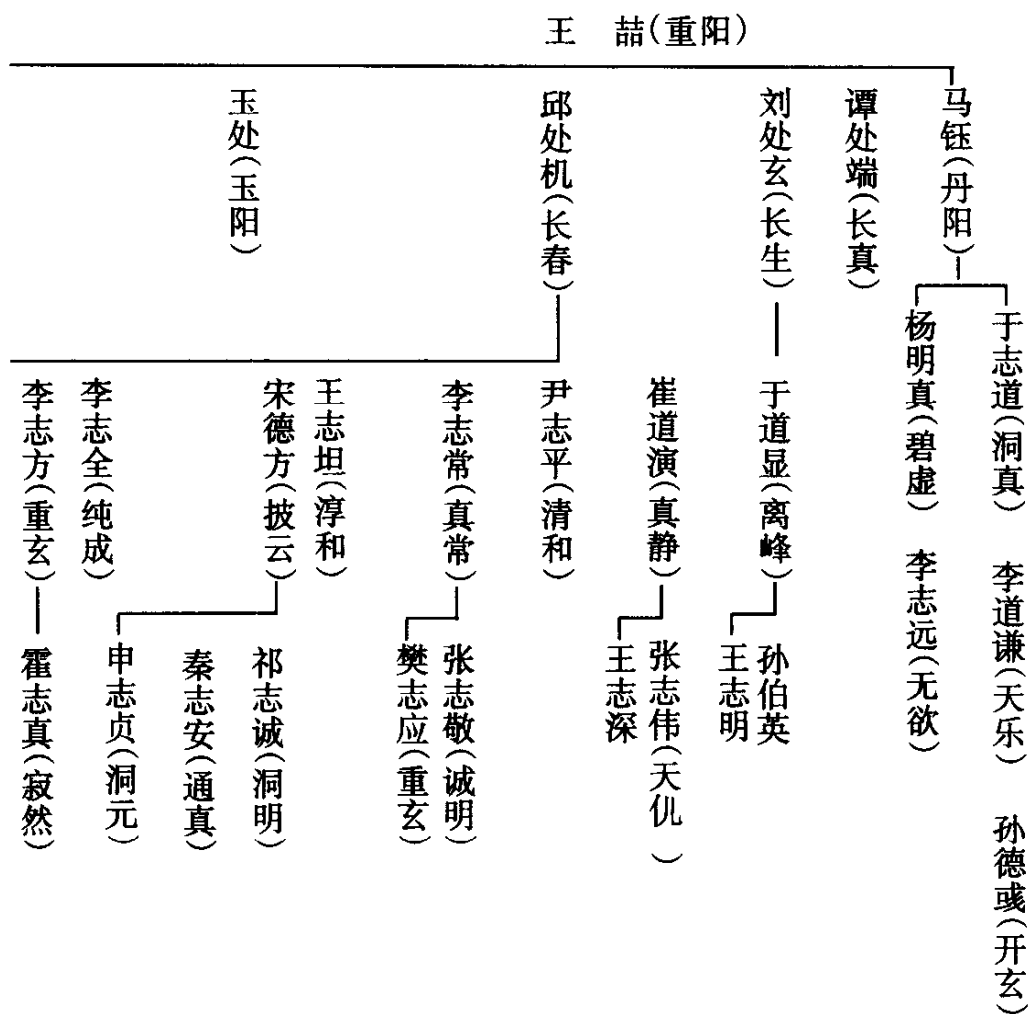 王 喆(重阳)
马钰(丹阳)
谭处端(长真)
刘处玄(长生)
邱处机(长春)
玉处(玉阳)
于志道(洞真)
杨明真(碧虚)
于道显(离峰)
崔道演(真静)
尹志平(清和)
李志常(真常)
王志坦(淳和)
宋德方(披云)
李志全(纯成)
李志方(重玄)
李道谦(天乐)
李志远(无欲)
孙伯英
王志明
张志伟(天仇 )
王志深
张志敬(诚明)
樊志应(重玄)
祁志诚(洞明)
秦志安(通真)
申志贞(洞元)
霍志真(寂然)
孙德彧(开玄)